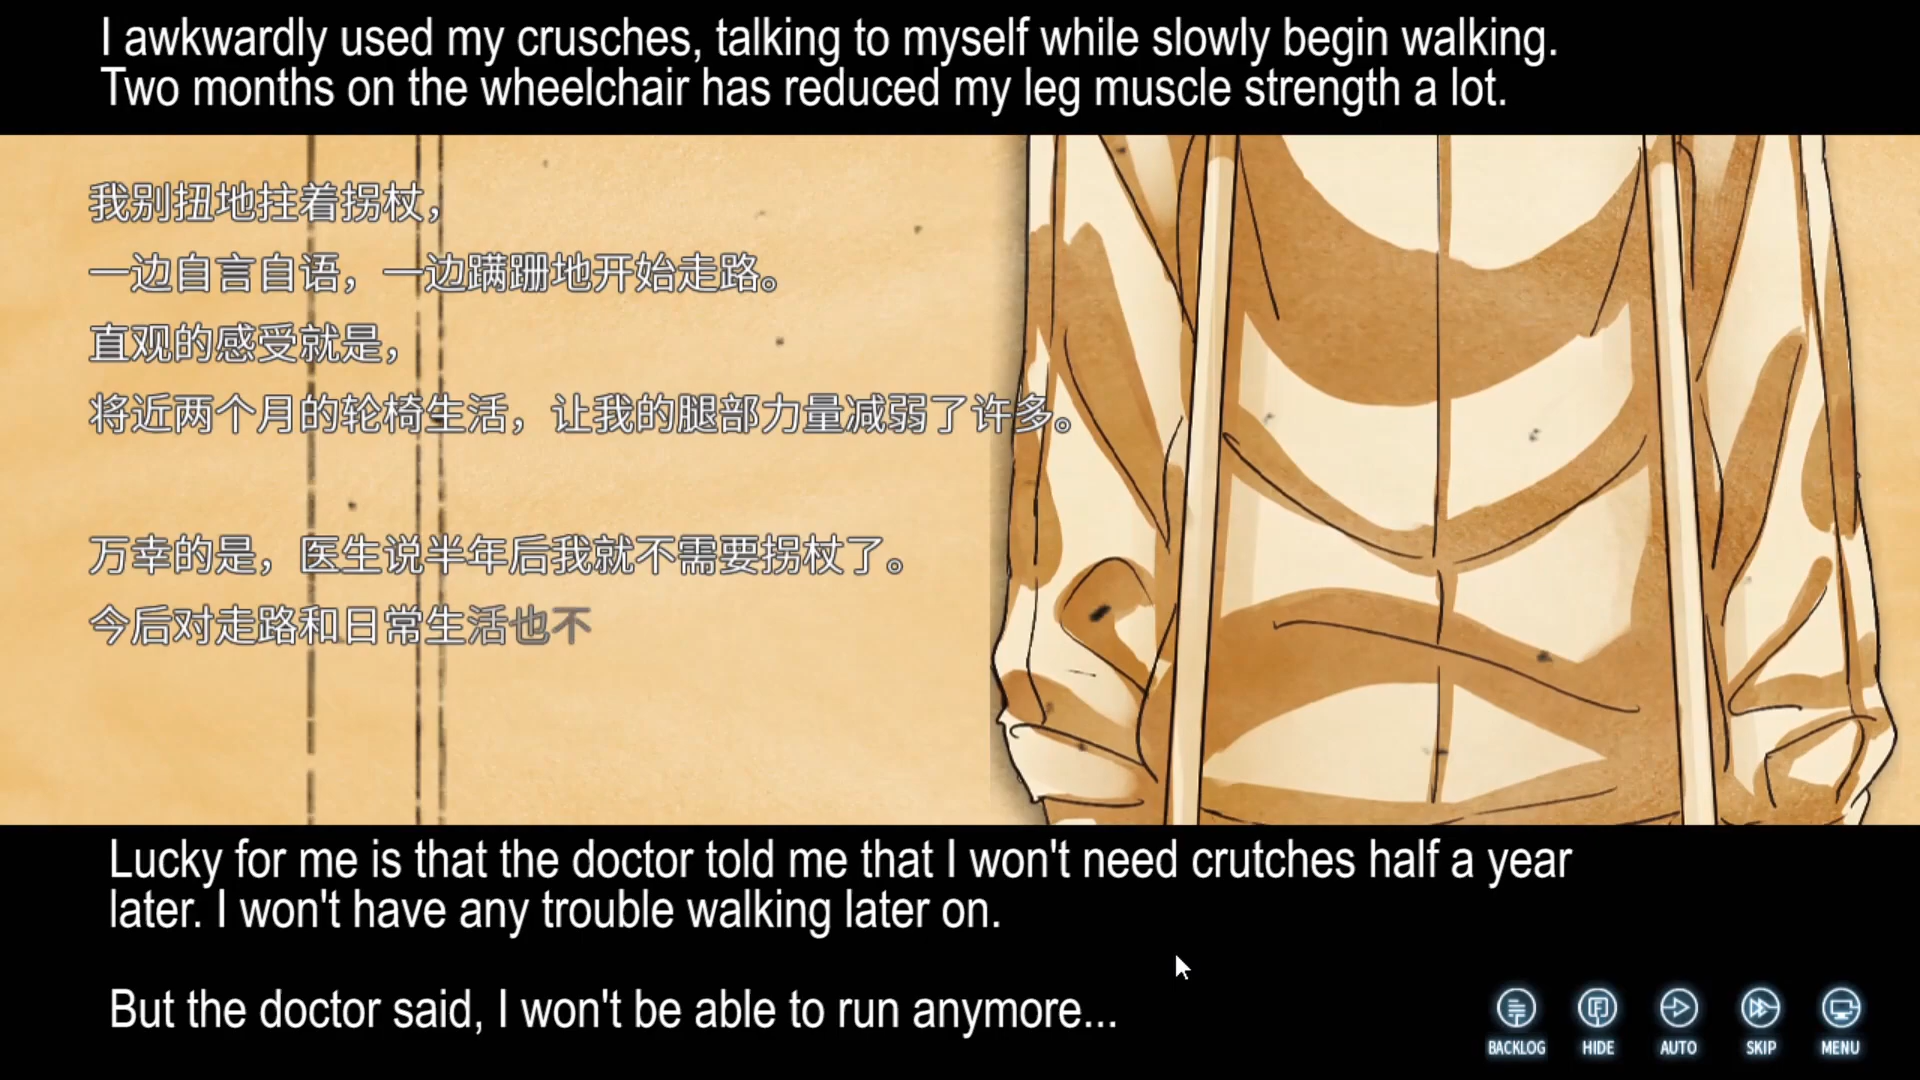 I awkwardly used my crusches, talking to myself while slowly begin walking.
Two months on the wheelchair has reduced my leg muscle strength a lot.
我别扭地拄着拐杖，
一边自言自语，一边蹒跚地开始走路。
直观的感受就是，
将近两个月的轮椅生活，让我的腿部力量减弱了许多。
万幸的是，医生说半年后我就不需要拐杖了。
今后对走路和日常生活也不
Lucky for me is that the doctor told me that I won't need crutches half a year
later. I won't have any trouble walking later on.
But the doctor said, I won't be able to run anymore...
BACKLOG HIDE AUTO SKIP MENU